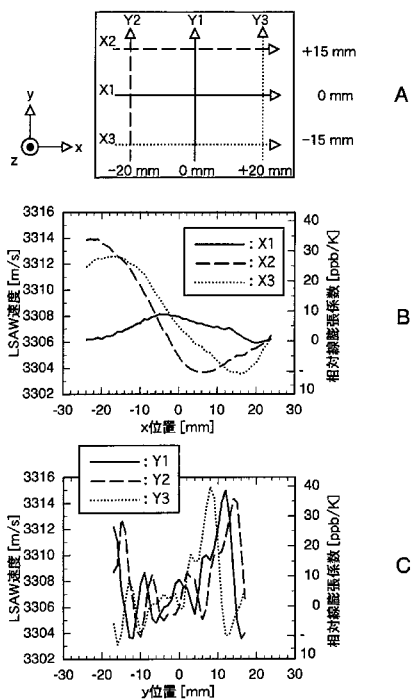 Y2 Y1 Y3
X2
+15 mm
X1
0 mm
A
X3
-15 mm
y
z
x
-20 mm 0 mm +20 mm
B
3316
3314
3312
3310
3308
3306
3304
3302
LSAW速度 [m/s]
: X1
: X2
: X3
40
30
20
10
0
-
10
相対線膨張係数 [ppb/K]
-30 -20 -10 0 10 20 30
x位置 [mm]
: Y1
: Y2
: Y3
C
3316
3314
3312
3310
3308
3306
3304
3302
LSAW速度 [m/s]
40
30
20
10
0
-
10
相対線膨張係数 [ppb/K]
-30 -20 -10 0 10 20 30
y位置 [mm]